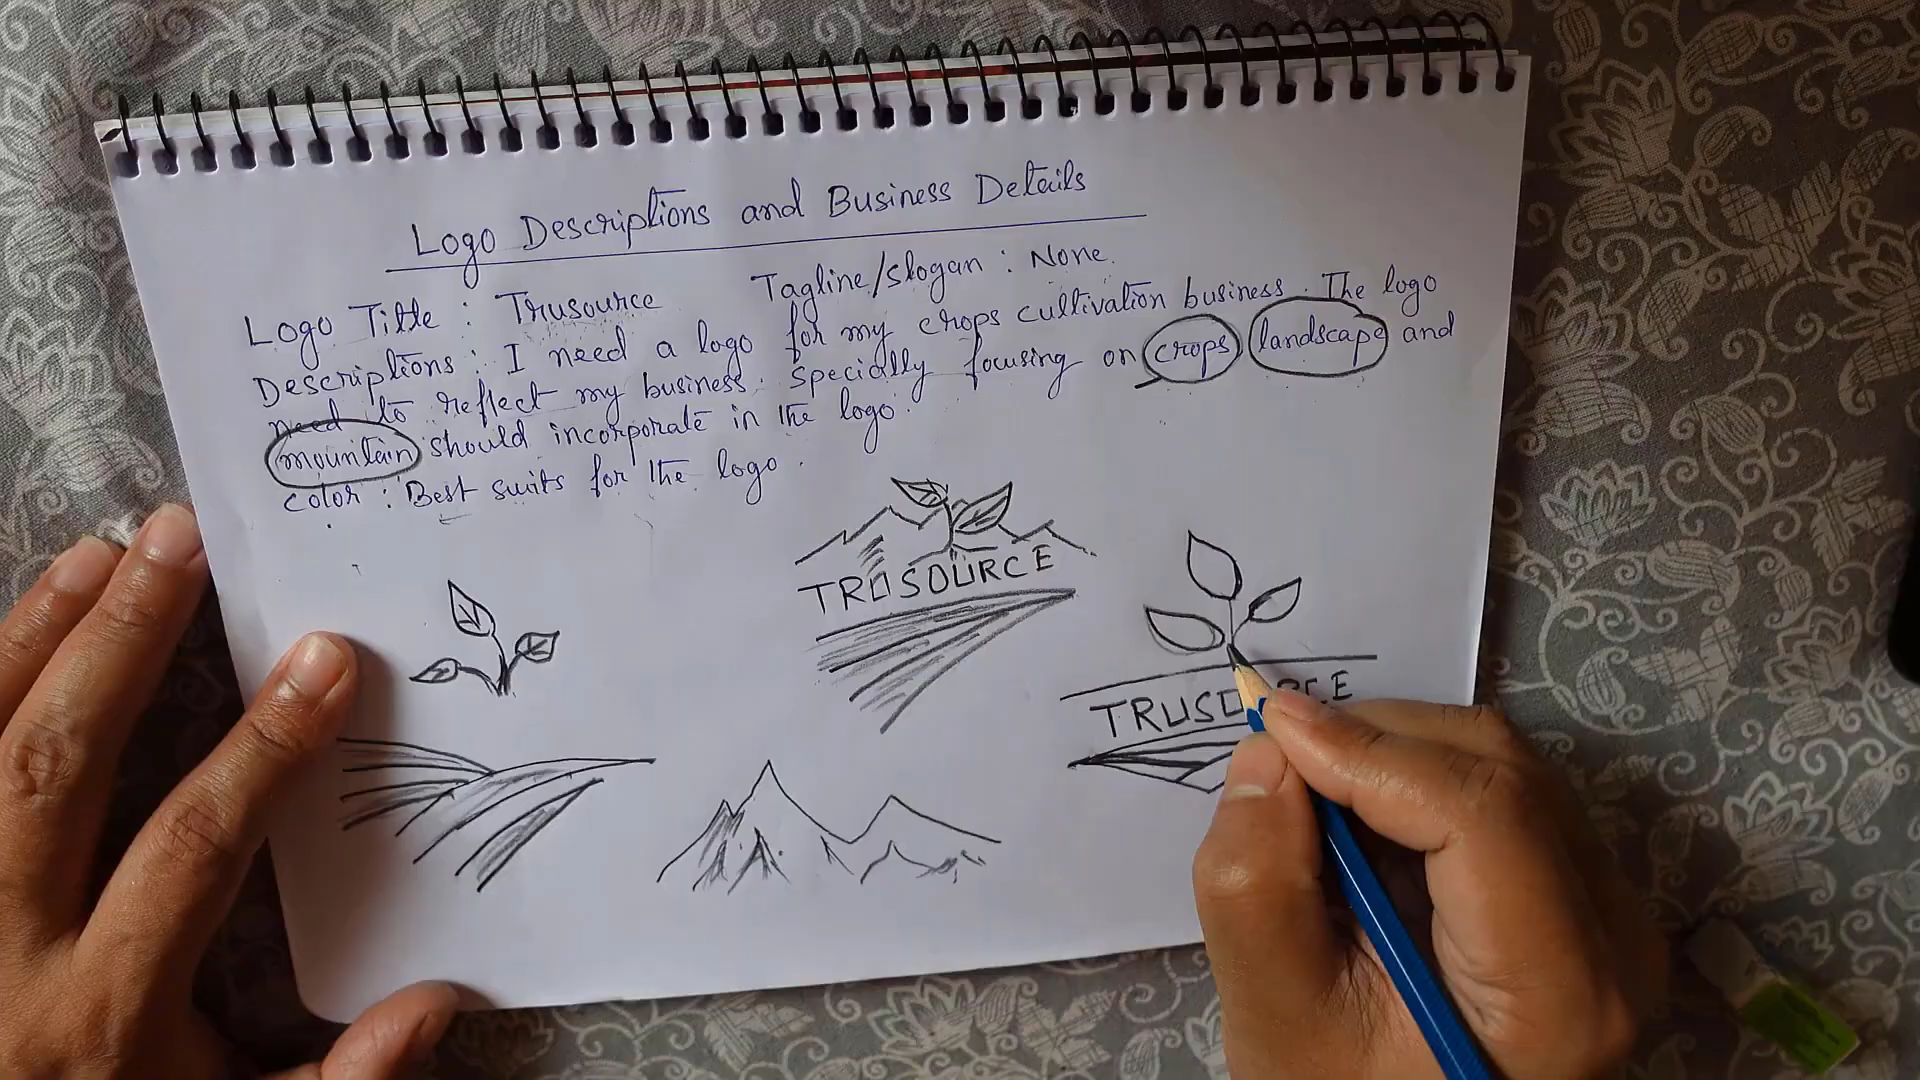 Logo Descriptions and Business Details
Logo Title : Trusource Tagline/slogan : None.
Descriptions : I need a logo for my crops cultivation business. The logo
need to reflect my business. specially focusing on crops landscape and
mountain should incorporate in the logo.
color : Best suits for the logo.
TRUSOURCE
TRUSO RCE